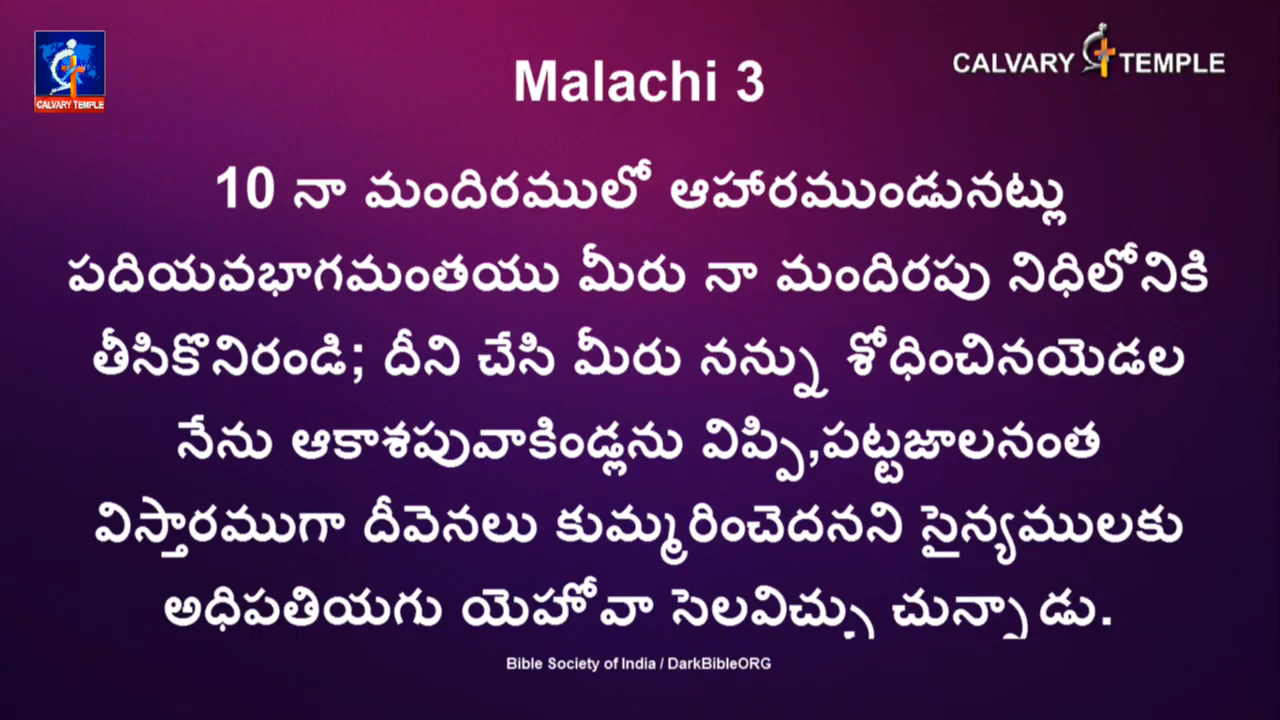 CALVARY TEMPLE
CALVARY TEMPLE
Malachi 3
10 నా మందిరములో ఆహారముండునట్లు
పదియవభాగమంతయు మీరు నా మందిరపు నిధిలోనికి
తీసికొనిరండి; దీని చేసి మీరు నన్ను శోధించినయెడల
నేను ఆకాశపువాకిండ్లను విప్పి,పట్టజాలనంత
విస్తారముగా దీవెనలు కుమ్మరించెదనని సైన్యములకు
అధిపతియగు యెహోవా సెలవిచ్చు చున్నాడు.
Bible Society of India / DarkBibleORG